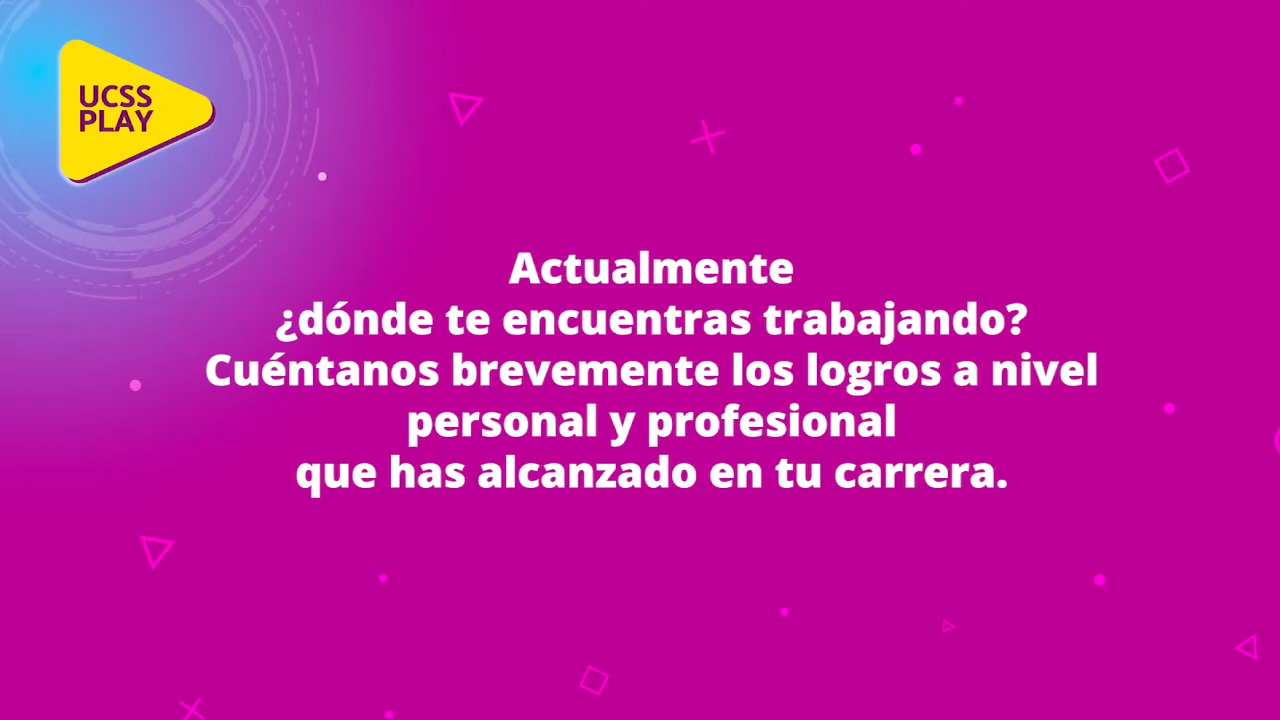 UCSS
PLAY
Actualmente
¿dónde te encuentras trabajando?
Cuéntanos brevemente los logros a nivel
personal y profesional
que has alcanzado en tu carrera.